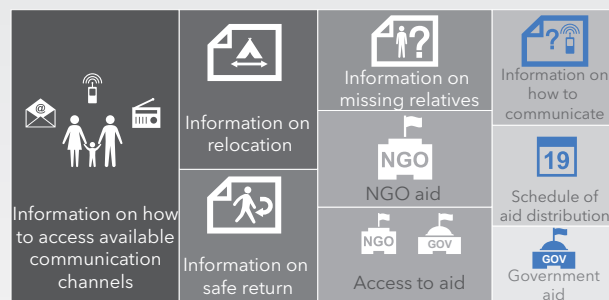 @
Information on how
to access available
communication
channels
Information on
relocation
Information on
safe return
?
Information on
missing relatives
NGO
NGO aid
NGO
GOV
Access to aid
?
Information on
how to
communicate
19
Schedule of
aid distribution
GOV
Government
aid